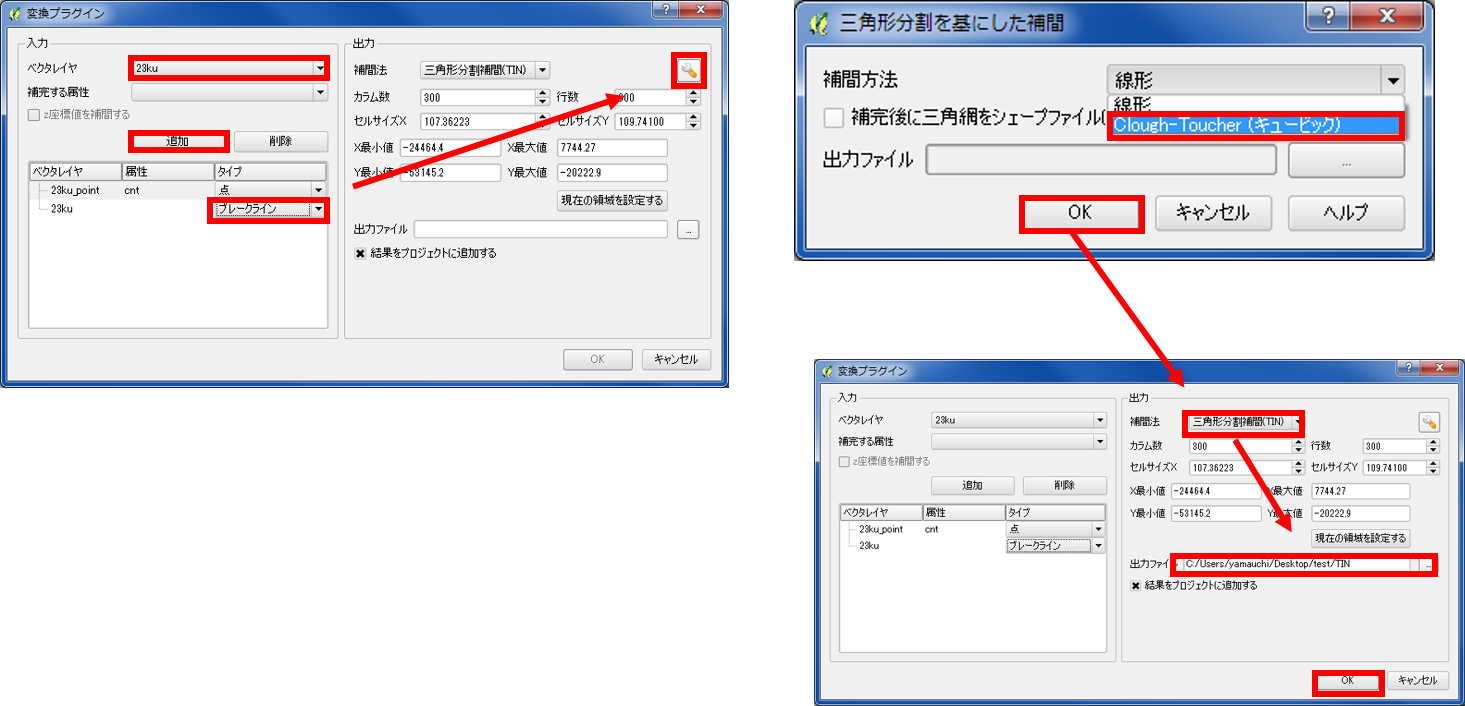 変換プラグイン
入力
ベクタレイヤ 23ku
補完する属性
z座標値を補間する
追加 削除
ベクタレイヤ 属性 タイプ
23ku_point cnt 点
23ku ブレークライン
出力
補間法 三角形分割補間(TIN)
カラム数 300 行数 300
セルサイズX 107.36223 セルサイズY 109.74100
X最小値 -24464.4 X最大値 7744.27
Y最小値 -53145.2 Y最大値 -20222.9
現在の領域を設定する
出力ファイル ...
結果をプロジェクトに追加する
OK キャンセル
三角形分割を基にした補間
補間方法 線形
線形
Clough-Toucher (キュービック)
補完後に三角網をシェープファイル(
出力ファイル ...
OK キャンセル ヘルプ
変換プラグイン
入力
ベクタレイヤ 23ku
補完する属性
z座標値を補間する
追加 削除
ベクタレイヤ 属性 タイプ
23ku_point cnt 点
23ku ブレークライン
出力
補間法 三角形分割補間(TIN)
カラム数 300 行数 300
セルサイズX 107.36223 セルサイズY 109.74100
X最小値 -24464.4 X最大値 7744.27
Y最小値 -53145.2 Y最大値 -20222.9
現在の領域を設定する
出力ファイル C:/Users/yamauchi/Desktop/test/TIN ...
結果をプロジェクトに追加する
OK キャンセル